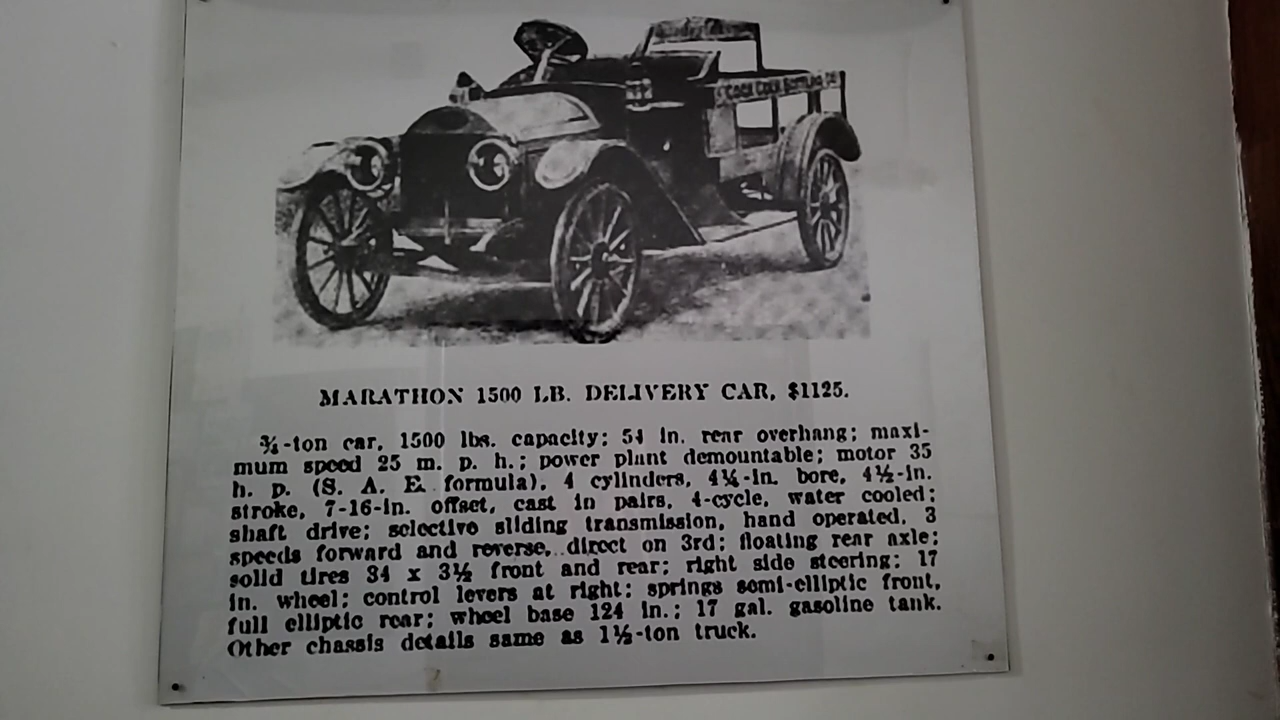 COCA COLA BOTTLING CO
MARATHON 1500 LB. DELIVERY CAR, $1125.
¾-ton car, 1500 lbs. capacity; 54 in. rear overhang; maxi-
mum speed 25 m. p. h.; power plant demountable; motor 35
h. p. (S. A. E. formula), 4 cylinders, 4¼-in. bore, 4½-in.
stroke, 7-16-in. offset, cast in pairs, 4-cycle, water cooled;
shaft drive; selective sliding transmission, hand operated, 3
speeds forward and reverse, direct on 3rd; floating rear axle;
solid tires 34 x 3½ front and rear; right side steering; 17
in. wheel; control levers at right; springs semi-elliptic front,
full elliptic rear; wheel base 124 in.; 17 gal. gasoline tank.
Other chassis details same as 1½-ton truck.